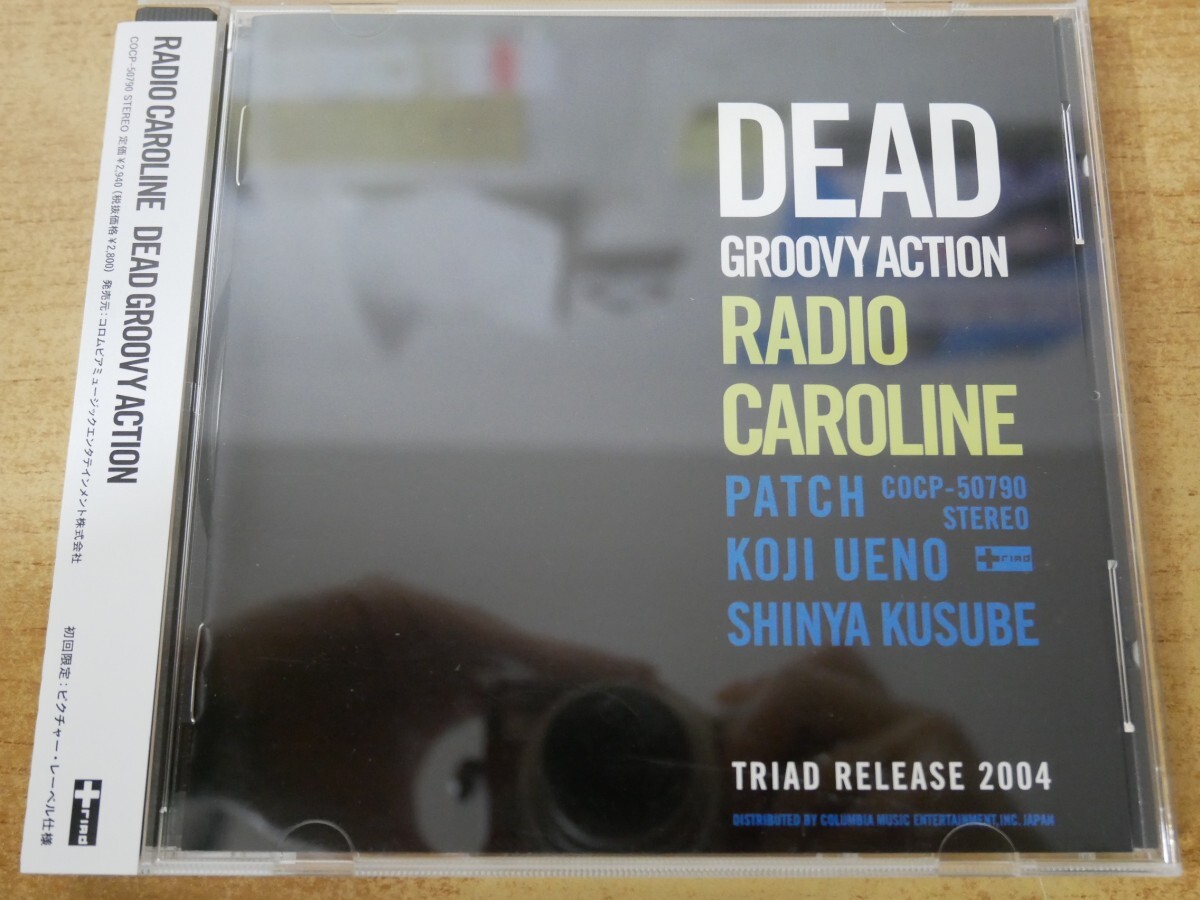 RADIO CAROLINE DEAD GROOVY ACTION
COCP-50790 STEREO 定価¥2,940 (税抜価格¥2,800) 発売元:コロムビアミュージックエンタテインメント株式会社
初回限定:ピクチャー・レーベル仕様
TRIAD
DEAD
GROOVY ACTION
RADIO
CAROLINE
PATCH COCP-50790
STEREO
KOJI UENO TRIAD
SHINYA KUSUBE
TRIAD RELEASE 2004
DISTRIBUTED BY COLUMBIA MUSIC ENTERTAINMENT, INC. JAPAN